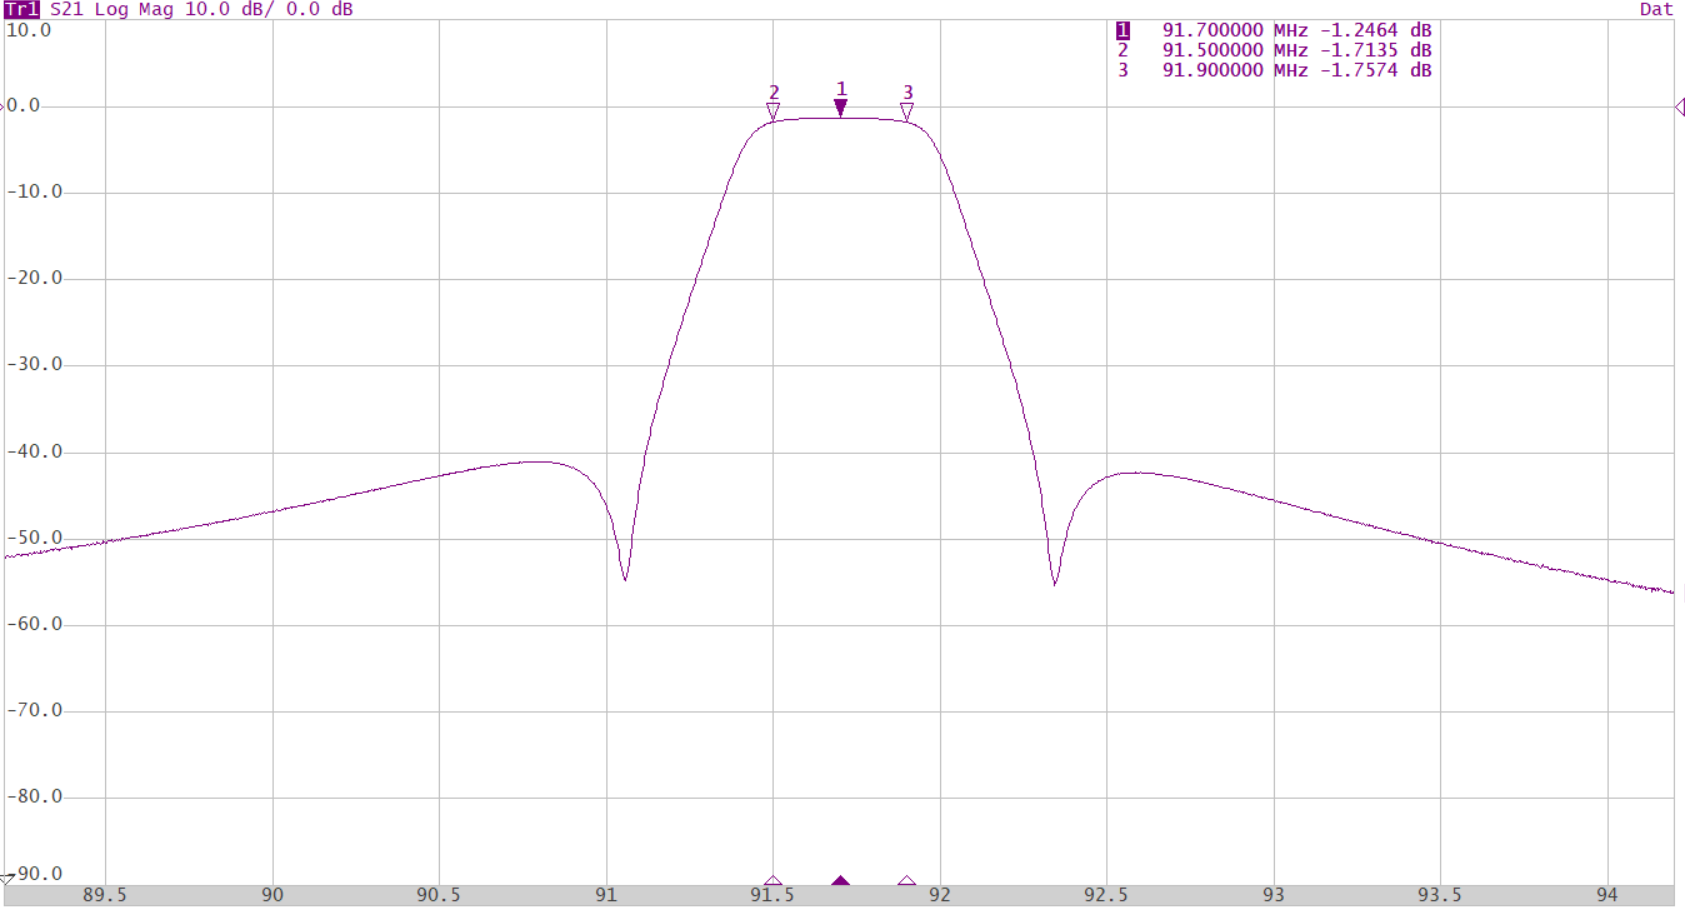 Tr1 S21 Log Mag 10.0 dB/ 0.0 dB Dat
10.0
1 91.700000 MHz -1.2464 dB
2 91.500000 MHz -1.7135 dB
3 91.900000 MHz -1.7574 dB
2 1 3
0.0
-10.0
-20.0
-30.0
-40.0
-50.0
-60.0
-70.0
-80.0
-90.0
89.5 90 90.5 91 91.5 92 92.5 93 93.5 94